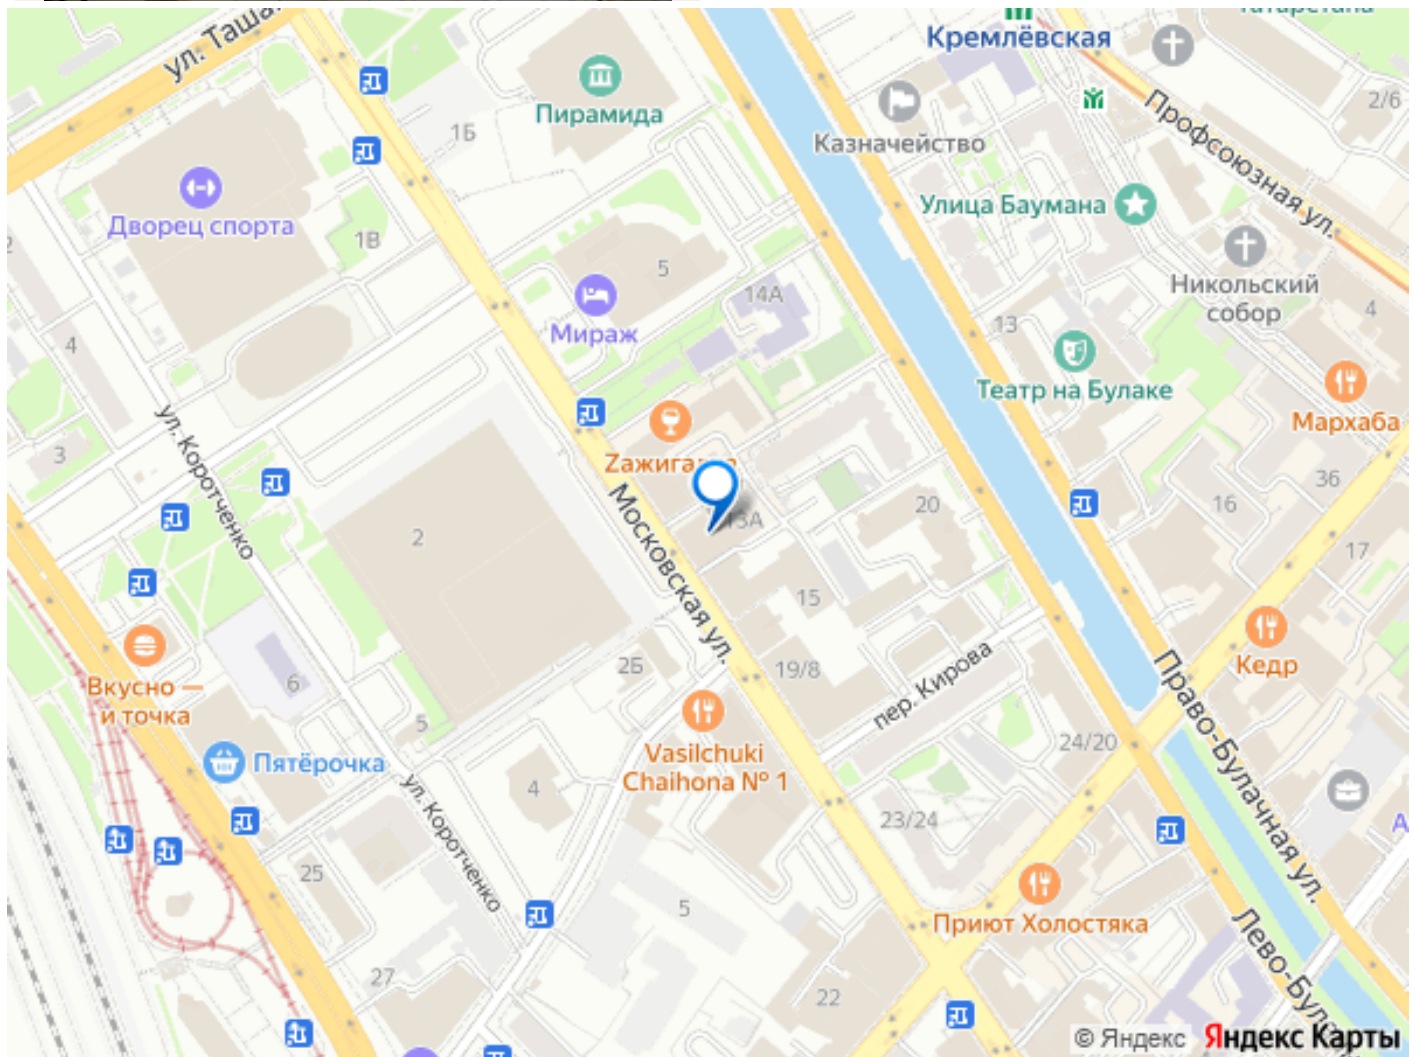 ул. Таша
Кремлёвская
Пирамида
1Б
Казначейство
Профсоюзная ул.
2/6
Дворец спорта
1В
Улица Баумана
5
14А
Мираж
Никольский
собор
4
13
4
Театр на Булаке
Мархаба
3
ул. Коротченко
Zажига
Московская ул.
2
13А
20
16
36
17
15
Вкусно —
и точка
6
2Б
19/8
пер. Кирова
Кедр
Право-Булачная ул.
5
Пятёрочка
Vasilchuki
Chaihona № 1
24/20
ул. Коротченко
4
23/24
А
25
5
Приют Холостяка
Лево-Була
27
22
© Яндекс Яндекс Карты